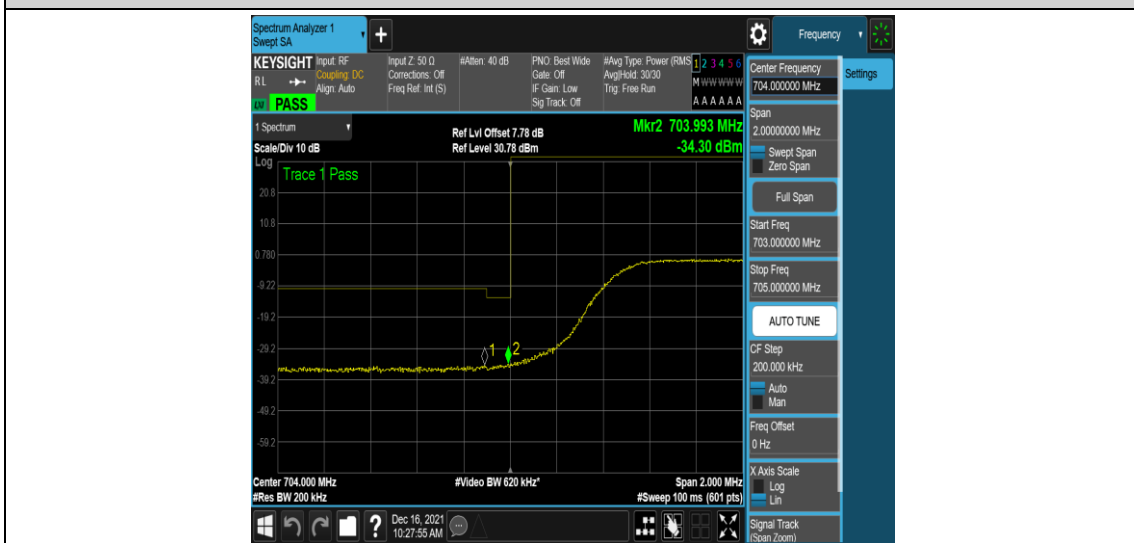 Spectrum Analyzer 1
Swept SA
+
Frequency
KEYSIGHT
RL
LXI PASS
Input: RF
Coupling: DC
Align: Auto
Input Z: 50 Ω
Corrections: Off
Freq Ref: Int (S)
#Atten: 40 dB
PNO: Best Wide
Gate: Off
IF Gain: Low
Sig Track: Off
#Avg Type: Power (RMS
Avg|Hold: 30/30
Trig: Free Run
1 2 3 4 5 6
M W W W W W
A A A A A A
1 Spectrum
Scale/Div 10 dB
Ref Lvl Offset 7.78 dB
Ref Level 30.78 dBm
Mkr2 703.993 MHz
-34.30 dBm
Log
Trace 1 Pass
20.8
10.8
0.780
-9.22
-19.2
-29.2
-39.2
-49.2
-59.2
1
2
Center 704.000 MHz
#Res BW 200 kHz
#Video BW 620 kHz*
Span 2.000 MHz
#Sweep 100 ms (601 pts)
Dec 16, 2021
10:27:55 AM
?
Center Frequency
704.000000 MHz
Settings
Span
2.00000000 MHz
Swept Span
Zero Span
Full Span
Start Freq
703.000000 MHz
Stop Freq
705.000000 MHz
AUTO TUNE
CF Step
200.000 kHz
Auto
Man
Freq Offset
0 Hz
X Axis Scale
Log
Lin
Signal Track
(Span Zoom)